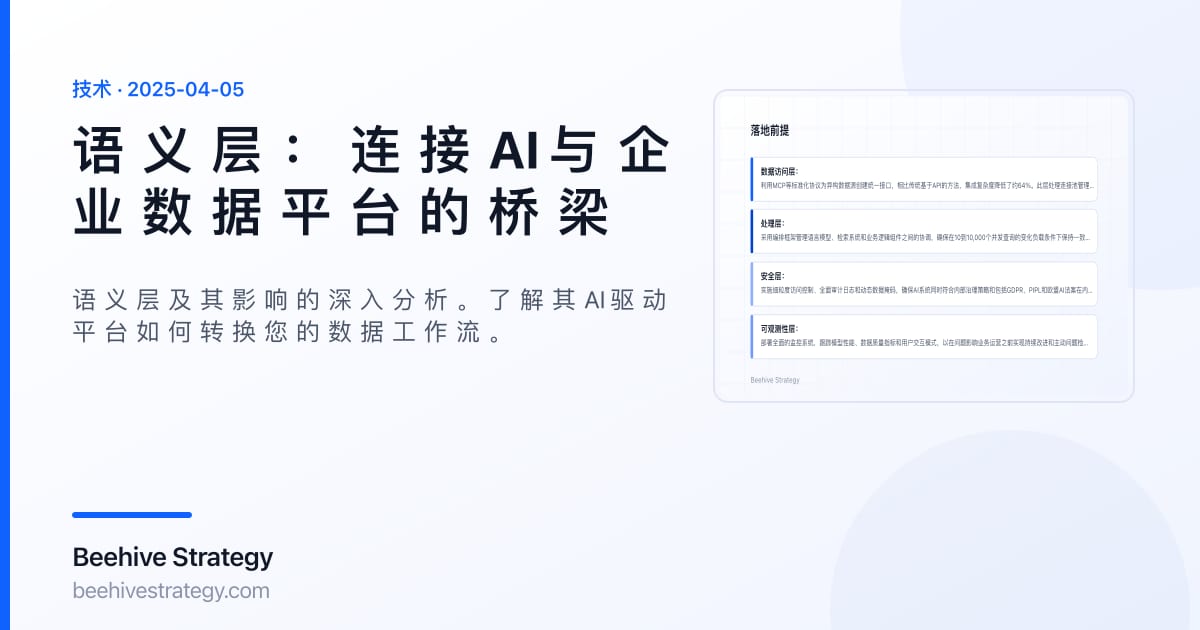 技术 · 2025-04-05
语义层：连接AI与企
业数据平台的桥梁
语义层及其影响的深入分析。了解其AI驱动
平台如何转换您的数据工作流。
落地前提
数据访问层：
利用MCP等标准化协议为异构数据源创建统一接口，相比传统基于API的方法，集成复杂度降低了约64%。此层处理连接池管理...
处理层：
采用编排框架管理语言模型、检索系统和业务逻辑组件之间的协调，确保在10到10,000个并发查询的变化负载条件下保持一致...
安全层：
实施细粒度访问控制、全面审计日志和动态数据掩码，确保AI系统同时符合内部治理策略和包括GDPR、PIPL和欧盟AI法案在内...
可观测性层：
部署全面的监控系统，跟踪模型性能、数据质量指标和用户交互模式，以在问题影响业务运营之前实现持续改进和主动问题检...
Beehive Strategy
Beehive Strategy
beehivestrategy.com